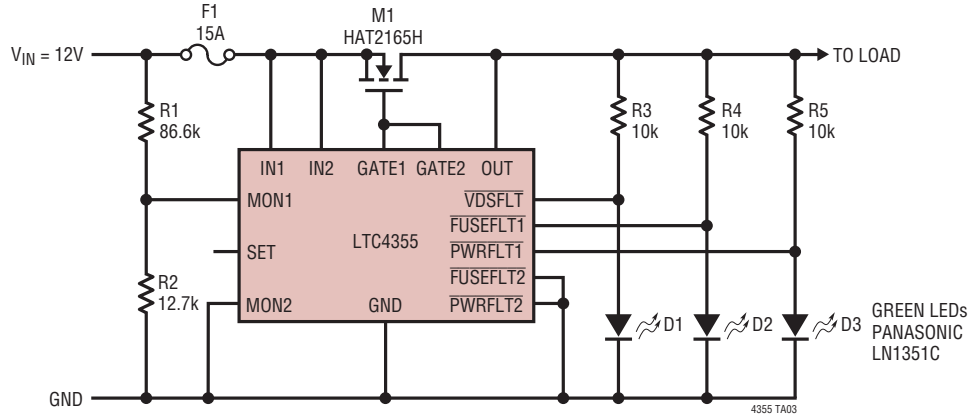 F1
15A
M1
HAT2165H
VIN = 12V
TO LOAD
R1
86.6k
R3
10k
R4
10k
R5
10k
IN1
IN2
GATE1
GATE2
OUT
MON1
VDSFLT
FUSEFLT1
SET
LTC4355
PWRFLT1
FUSEFLT2
R2
12.7k
MON2
GND
PWRFLT2
D1
D2
D3
GREEN LEDs
PANASONIC
LN1351C
GND
4355 TA03